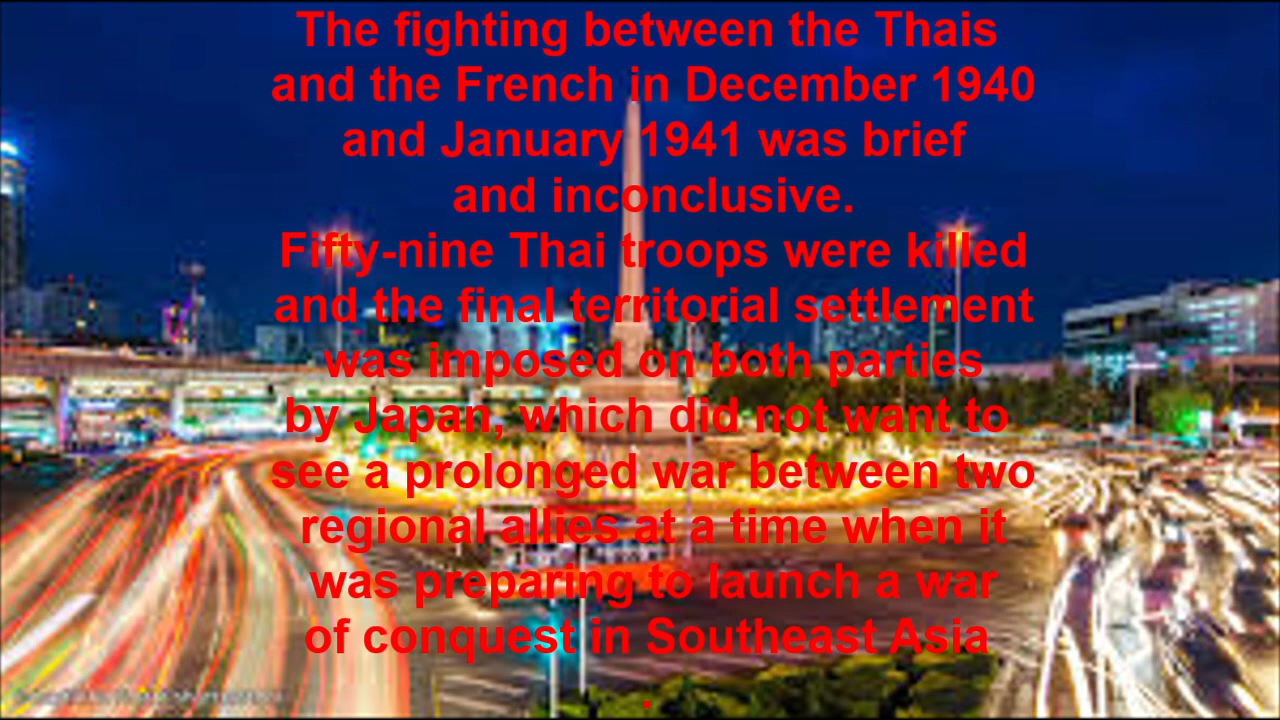 The fighting between the Thais
and the French in December 1940
and January 1941 was brief
and inconclusive.
Fifty-nine Thai troops were killed
and the final territorial settlement
was imposed on both parties
by Japan, which did not want to
see a prolonged war between two
regional allies at a time when it
was preparing to launch a war
of conquest in Southeast Asia
.